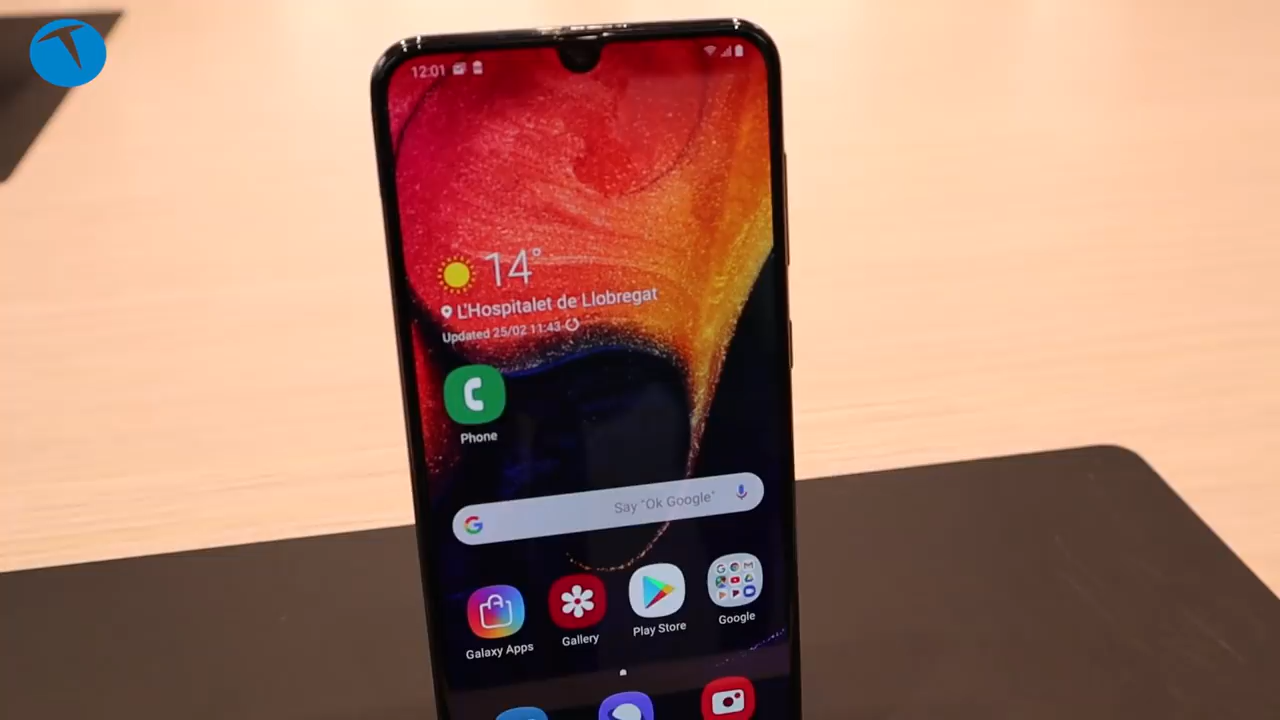 12:01
14°
L'Hospitalet de Llobregat
Updated 25/02 11:43
Phone
Say "Ok Google"
Galaxy Apps
Gallery
Play Store
Google